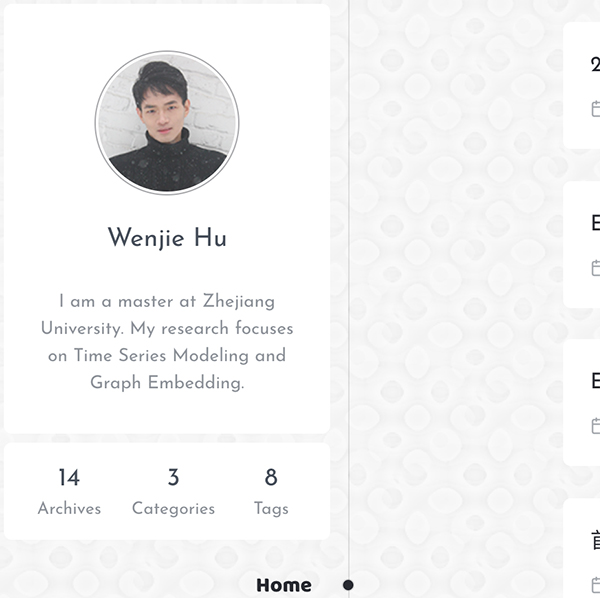 Wenjie Hu
I am a master at Zhejiang
University. My research focuses
on Time Series Modeling and
Graph Embedding.
14 3 8
Archives Categories Tags
Home
2